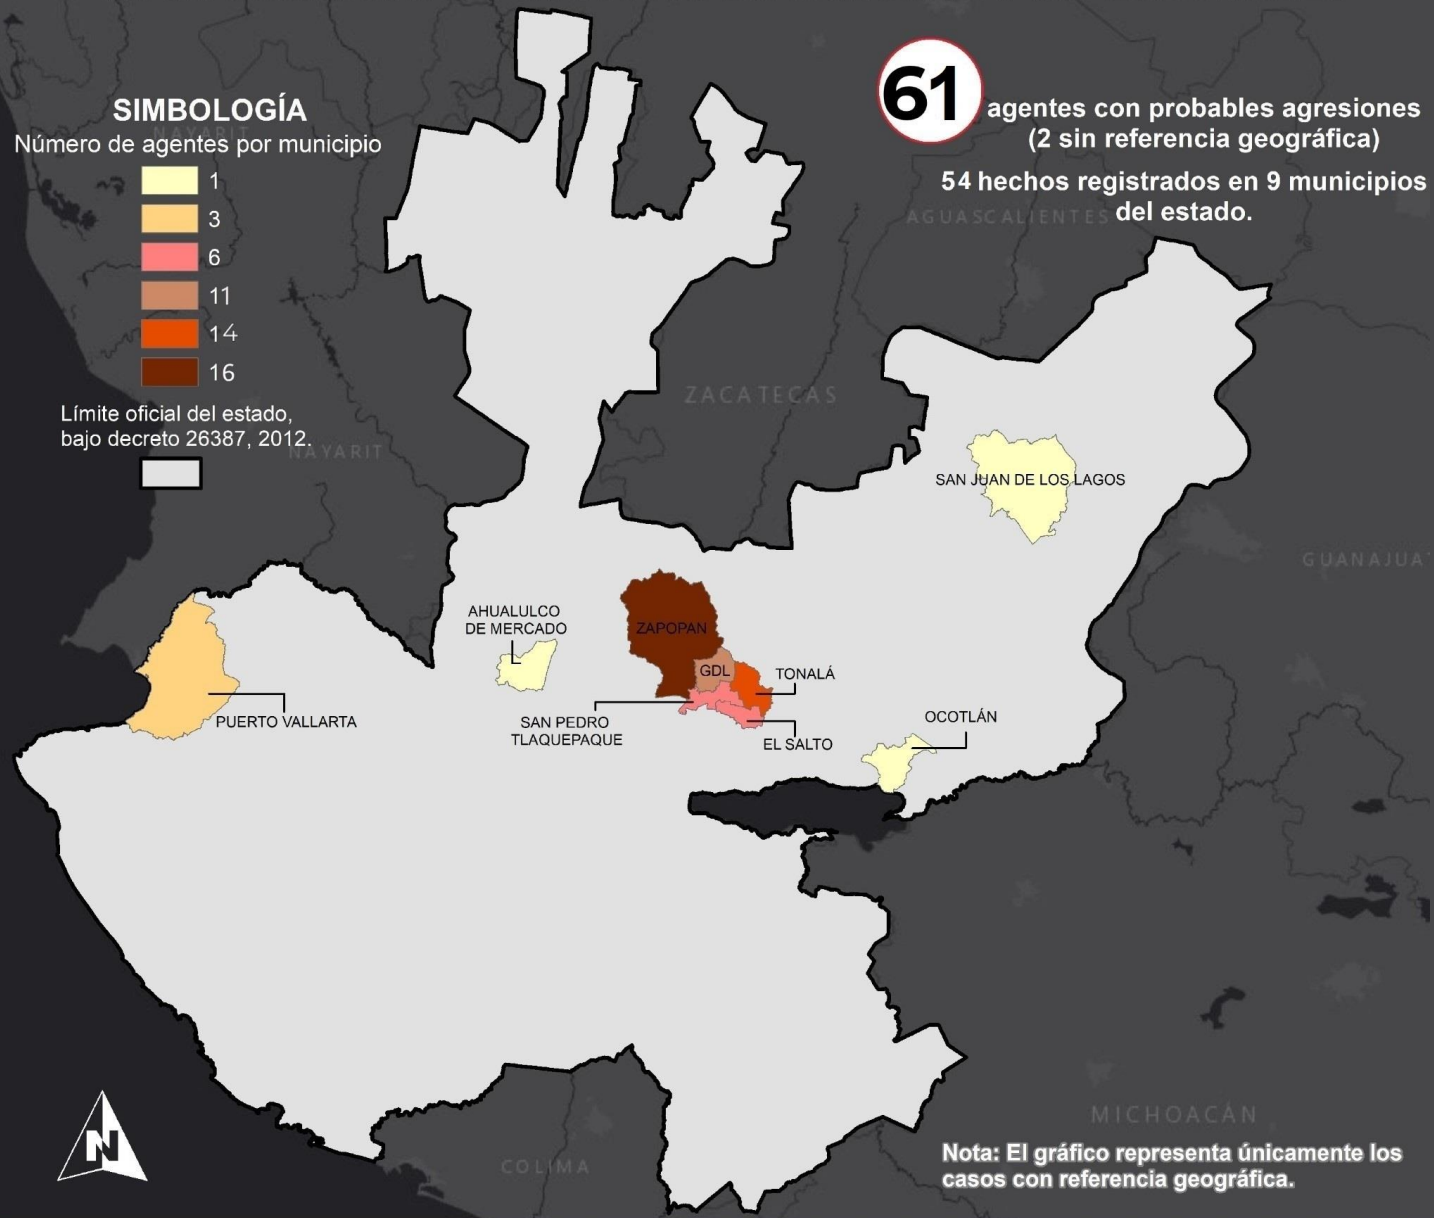 61
agentes con probables agresiones
(2 sin referencia geográfica)
54 hechos registrados en 9 municipios
del estado.
SIMBOLOGÍA
Número de agentes por municipio
1
3
6
11
14
16
Límite oficial del estado,
bajo decreto 26387, 2012.
NAYARIT
NAYARIT
AGUASCALIENTES
ZACATECAS
SAN JUAN DE LOS LAGOS
GUANAJUAT
AHUALULCO
DE MERCADO
ZAPOPAN
GDL
TONALÁ
PUERTO VALLARTA
SAN PEDRO
TLAQUEPAQUE
EL SALTO
OCOTLÁN
MICHOACÁN
COLIMA
N
Nota: El gráfico representa únicamente los
casos con referencia geográfica.